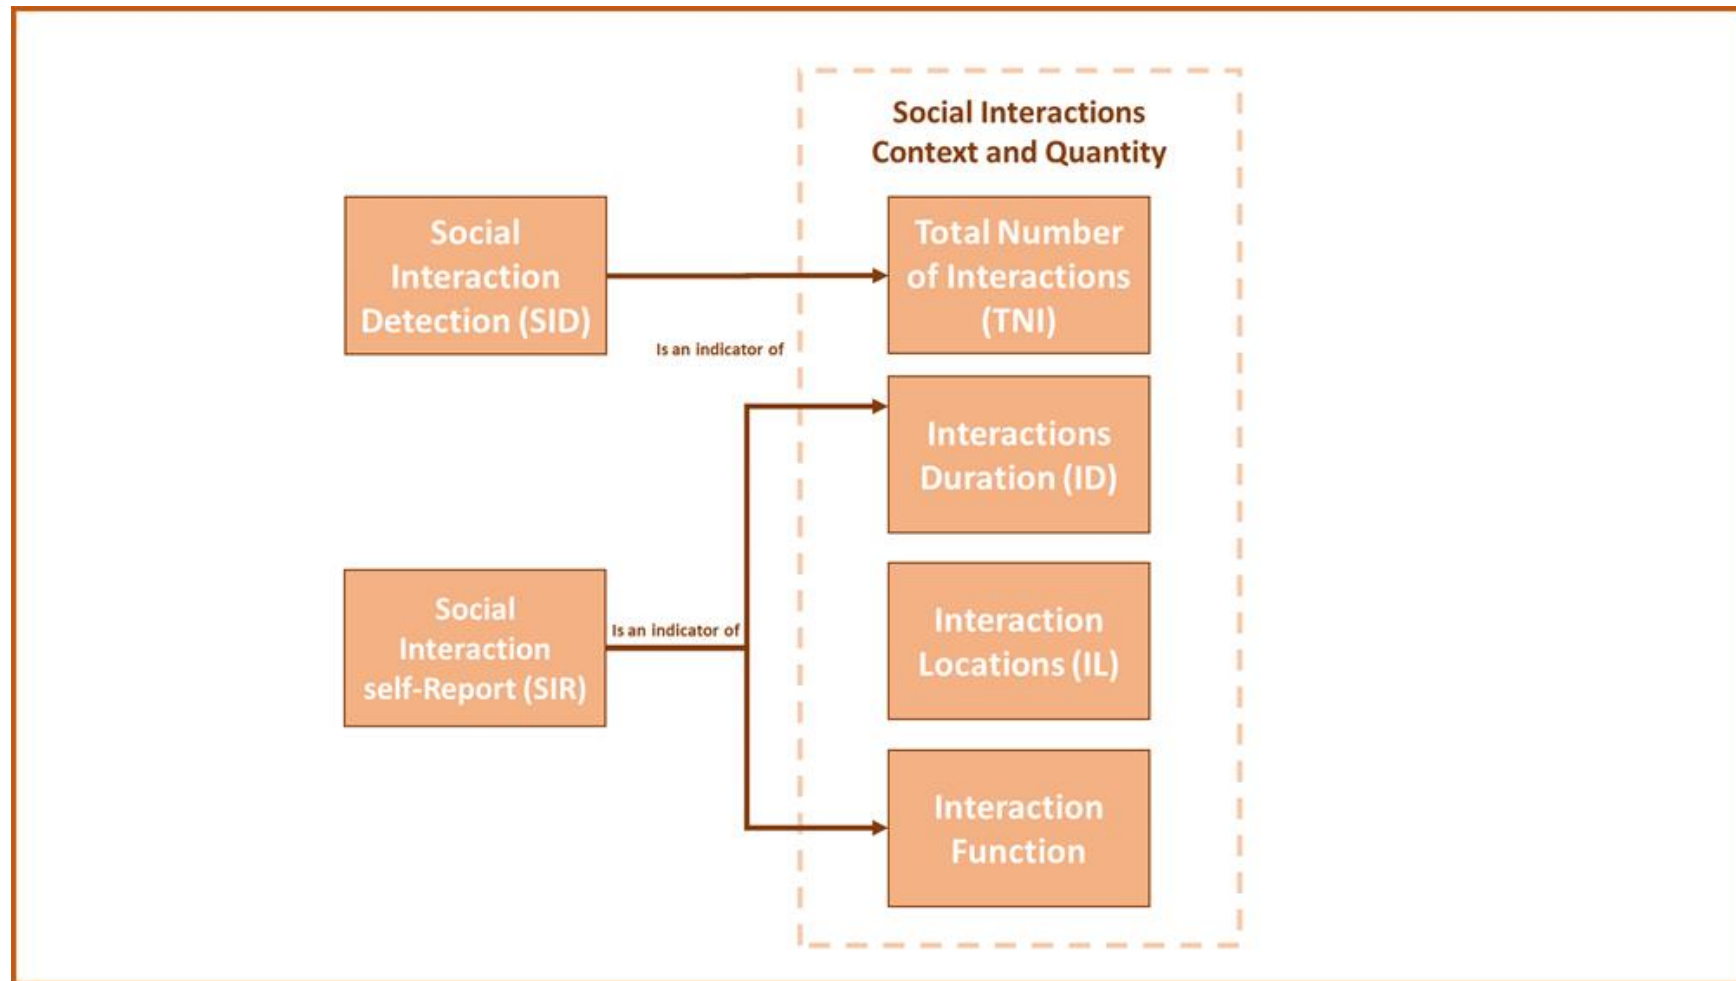 Social Interactions
Context and Quantity
Social
Interaction
Detection (SID)
Total Number
of Interactions
(TNI)
Is an indicator of
Interactions
Duration (ID)
Social
Interaction
self-Report (SIR)
Is an indicator of
Interaction
Locations (IL)
Interaction
Function